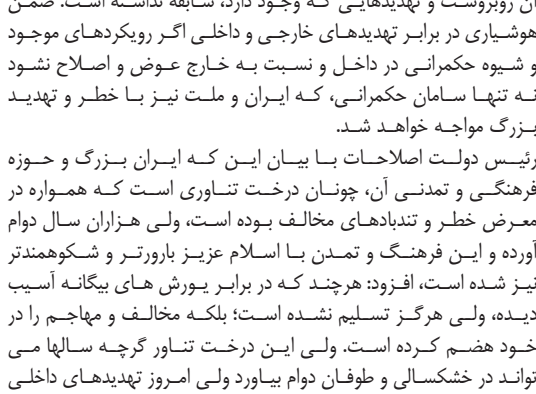 آن روبروست و تهدیدهایی که وجود دارد، سابقه نداشته است. ضمن
هوشیاری در برابر تهدیدهای خارجی و داخلی اگر رویکردهای موجود
و شیوه حکمرانی در داخل و نسبت به خارج عوض و اصلاح نشود
نه تنها سامان حکمرانی، که ایران و ملت نیز با خطر و تهدید
بزرگ مواجه خواهد شد.
رئیس دولت اصلاحات با بیان این که ایران بزرگ و حوزه
فرهنگی و تمدنی آن، چونان درخت تناوری است که همواره در
معرض خطر و تندبادهای مخالف بوده است، ولی هزاران سال دوام
آورده و این فرهنگ و تمدن با اسلام عزیز بارورتر و شکوهمندتر
نیز شده است، افزود: هرچند که در برابر یورش های بیگانه آسیب
دیده، ولی هرگز تسلیم نشده است؛ بلکه مخالف و مهاجم را در
خود هضم کرده است. ولی این درخت تناور گرچه سالها می
تواند در خشکسالی و طوفان دوام بیاورد ولی امروز تهدیدهای داخلی